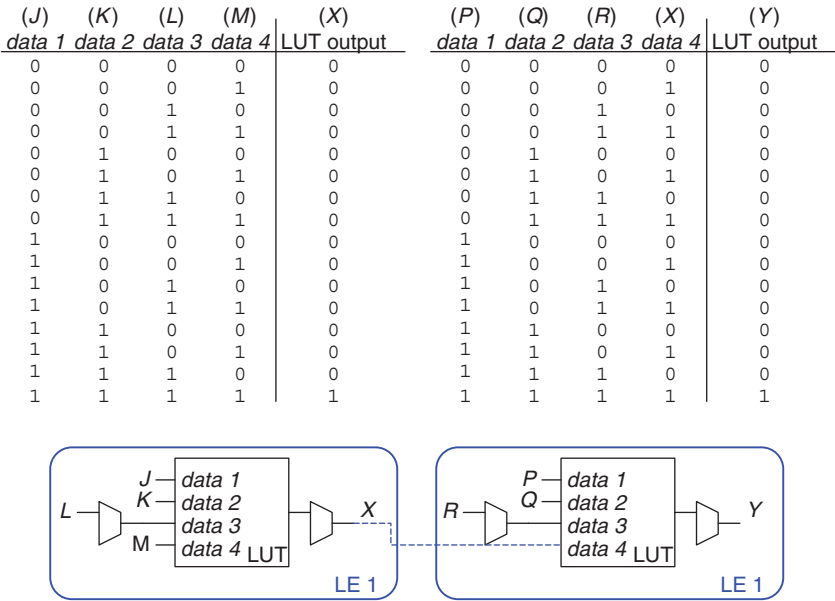 (J) (K) (L) (M) (X) (P) (Q) (R) (X) (Y)
data 1 data 2 data 3 data 4 LUT output data 1 data 2 data 3 data 4 LUT output
0 0 0 0 0 0 0 0 0 0
0 0 0 1 0 0 0 0 1 0
0 0 1 0 0 0 0 1 0 0
0 0 1 1 0 0 0 1 1 0
0 1 0 0 0 0 1 0 0 0
0 1 0 1 0 0 1 0 1 0
0 1 1 0 0 0 1 1 0 0
0 1 1 1 0 0 1 1 1 0
1 0 0 0 0 1 0 0 0 0
1 0 0 1 0 1 0 0 1 0
1 0 1 0 0 1 0 1 0 0
1 0 1 1 0 1 0 1 1 0
1 1 0 0 0 1 1 0 0 0
1 1 0 1 0 1 1 0 1 0
1 1 1 0 0 1 1 1 0 0
1 1 1 1 1 1 1 1 1 1
J data 1 P data 1
K data 2 Q data 2
L data 3 X R data 3 Y
M data 4 LUT data 4 LUT
LE 1 LE 1